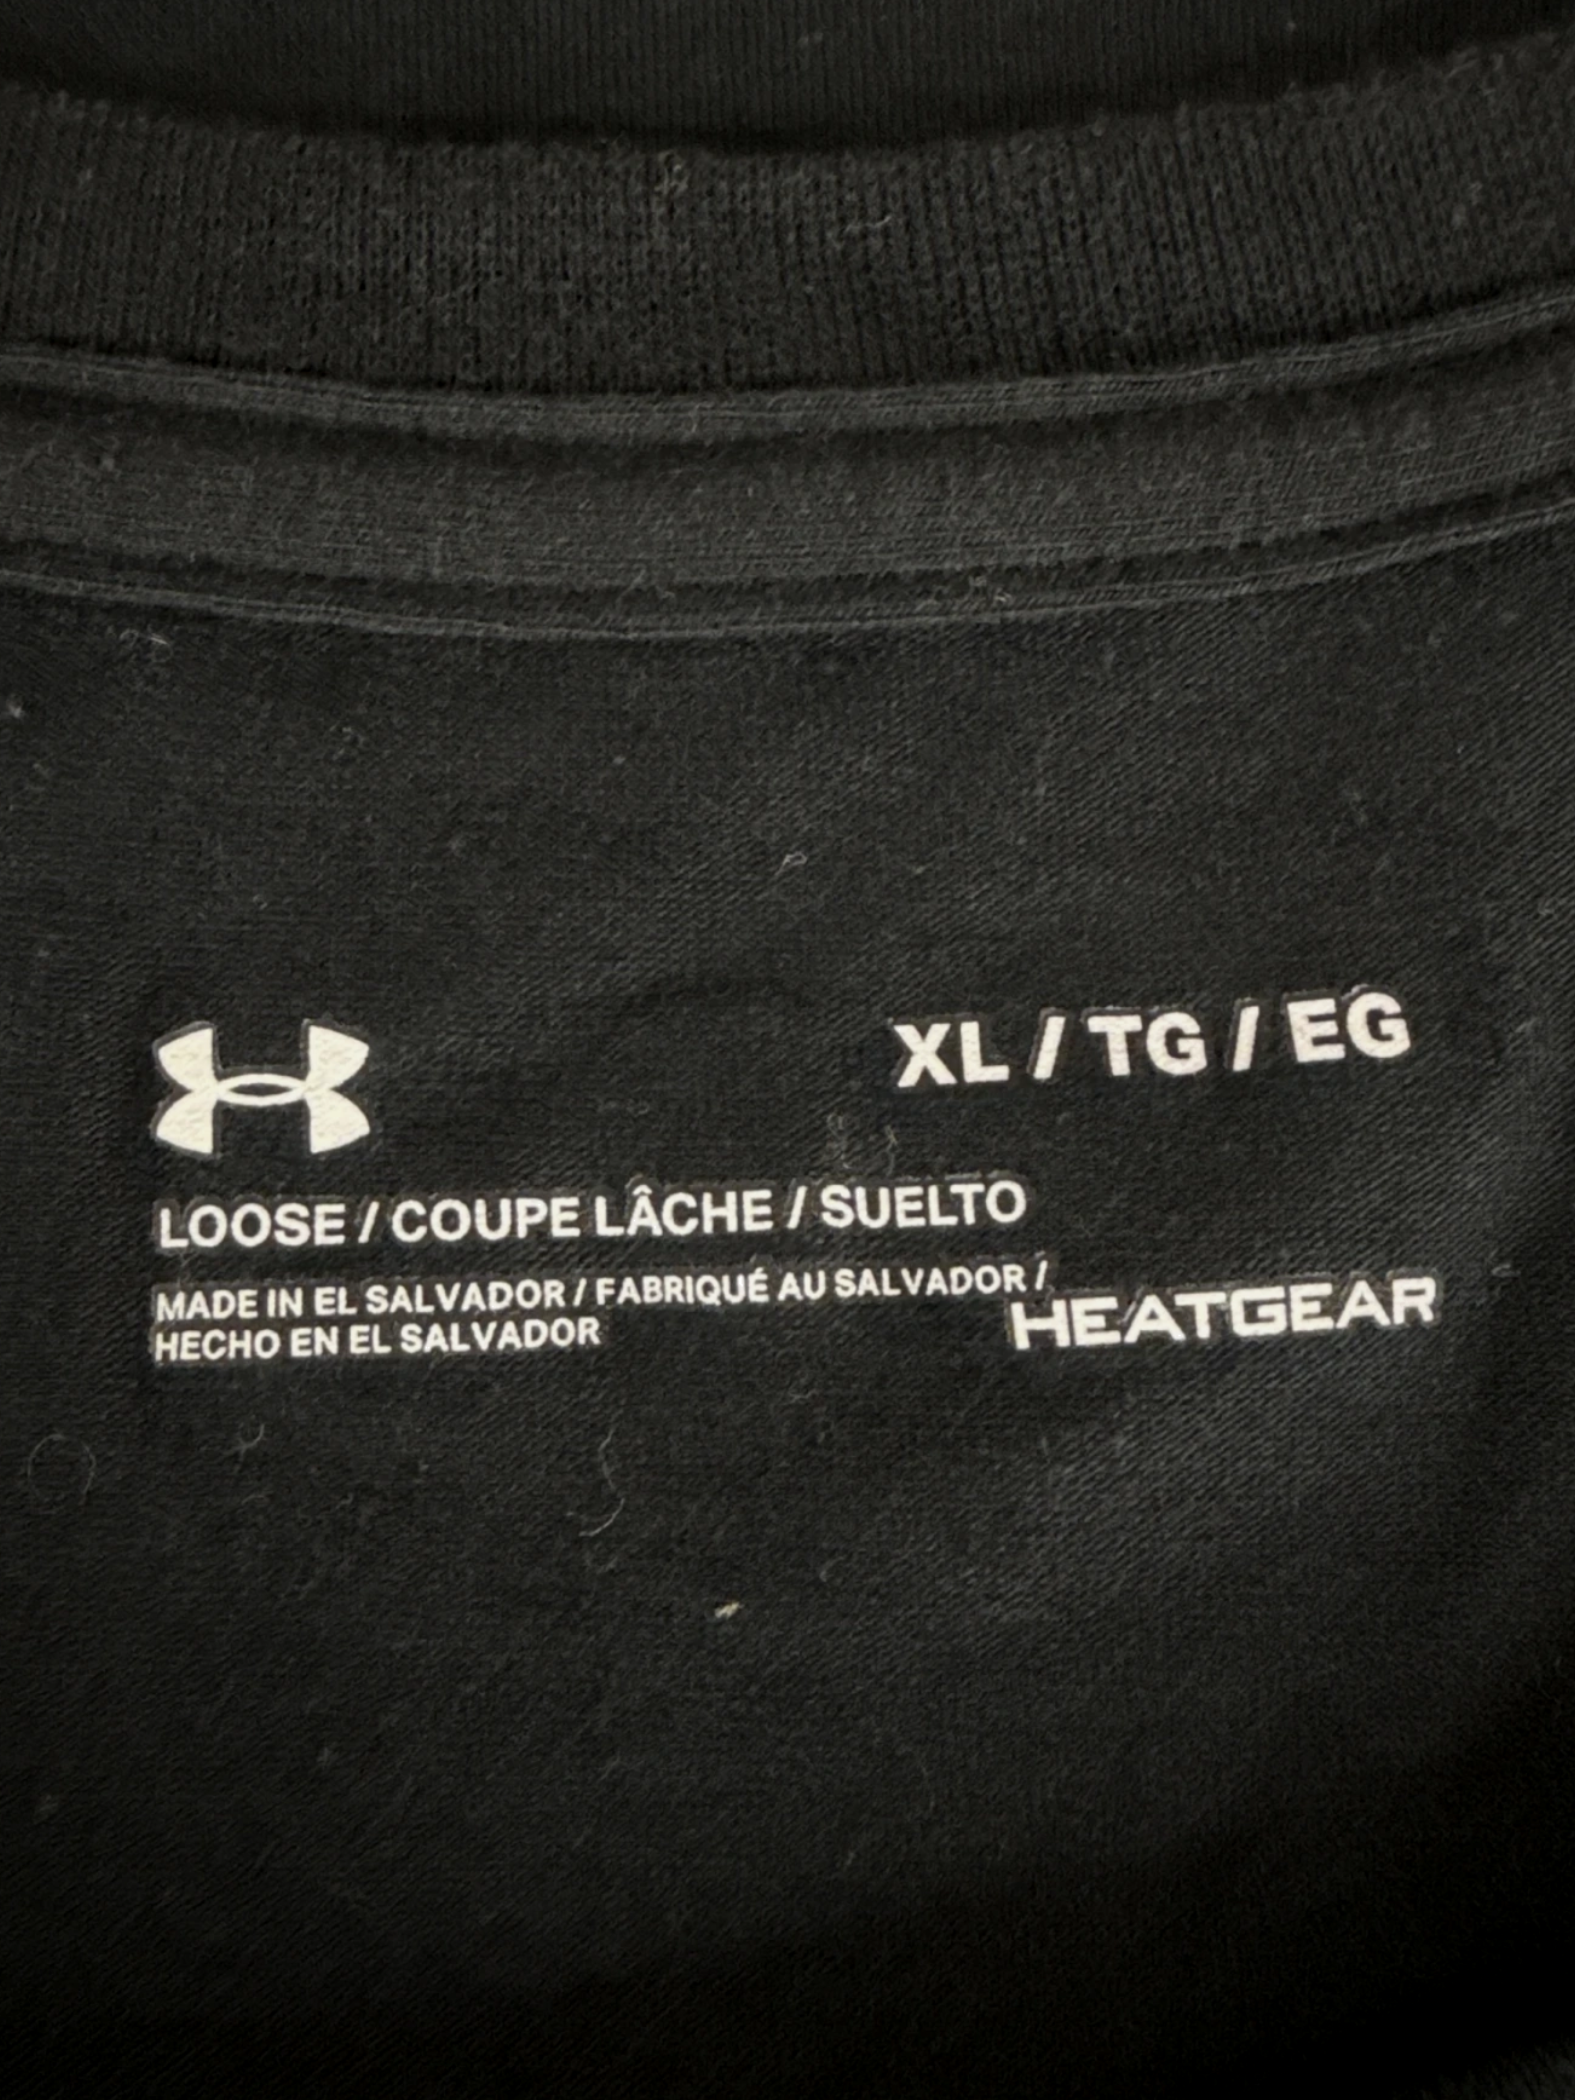 XL / TG / EG
LOOSE / COUPE LÂCHE / SUELTO
MADE IN EL SALVADOR / FABRIQUÉ AU SALVADOR /
HECHO EN EL SALVADOR
HEATGEAR